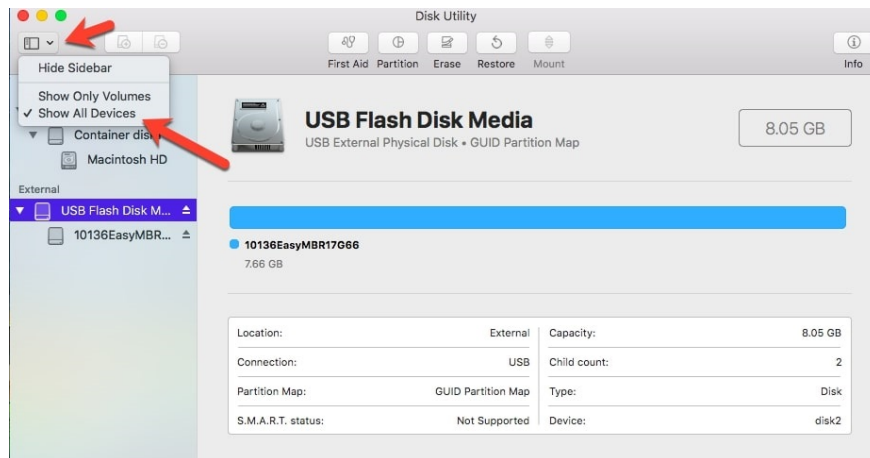 Disk Utility
First Aid Partition Erase Restore Mount Info
Hide Sidebar
Show Only Volumes
✓ Show All Devices
Container dis
Macintosh HD
External
USB Flash Disk M...
10136EasyMBR...
USB Flash Disk Media
USB External Physical Disk • GUID Partition Map
8.05 GB
10136EasyMBR17G66
7.66 GB
Location: External Capacity: 8.05 GB
Connection: USB Child count: 2
Partition Map: GUID Partition Map Type: Disk
S.M.A.R.T. status: Not Supported Device: disk2